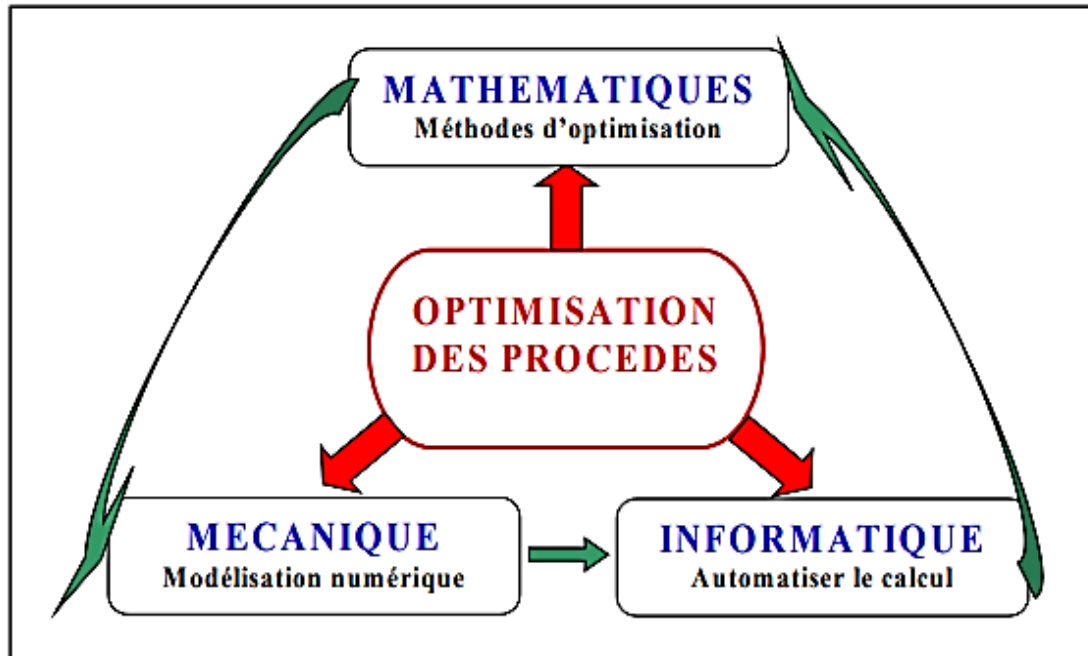 MATHEMATIQUES
Méthodes d'optimisation
OPTIMISATION
DES PROCEDES
MECANIQUE
Modélisation numérique
INFORMATIQUE
Automatiser le calcul